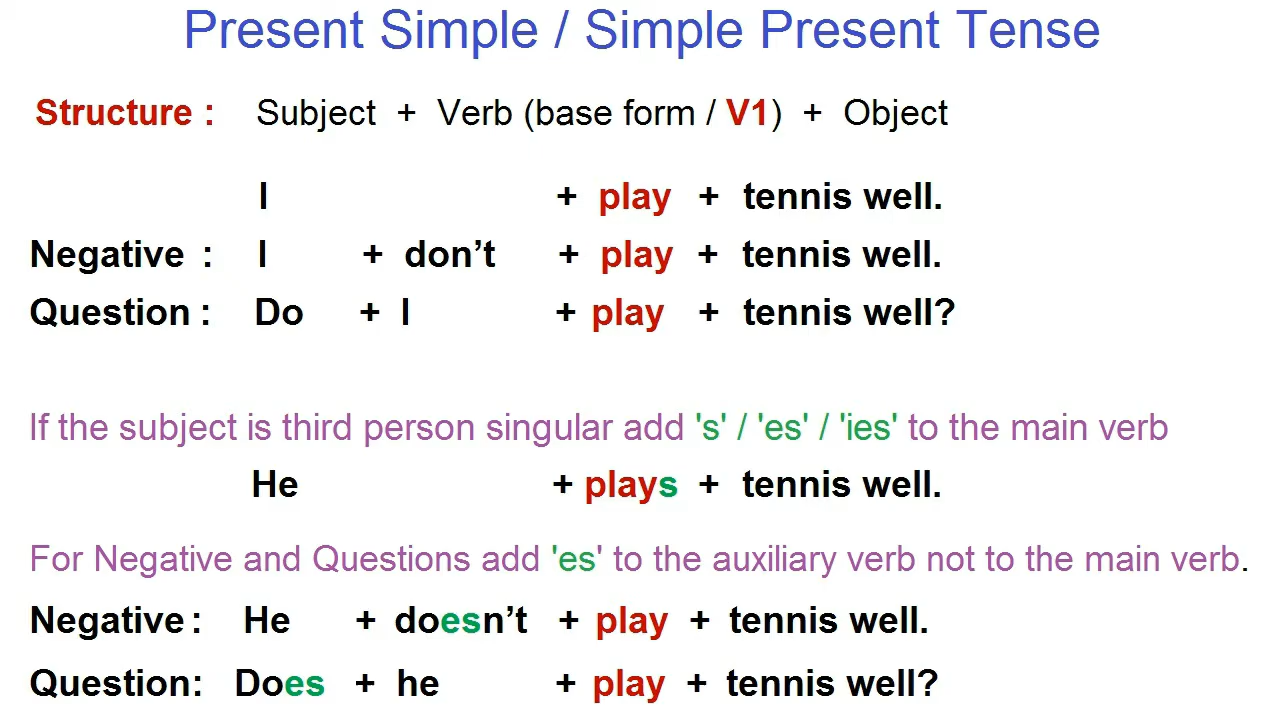 Present Simple / Simple Present Tense
Structure : Subject + Verb (base form / V1) + Object
I + play + tennis well.
Negative : I + don’t + play + tennis well.
Question : Do + I + play + tennis well?
If the subject is third person singular add 's' / 'es' / 'ies' to the main verb
He + plays + tennis well.
For Negative and Questions add 'es' to the auxiliary verb not to the main verb.
Negative : He + doesn’t + play + tennis well.
Question: Does + he + play + tennis well?